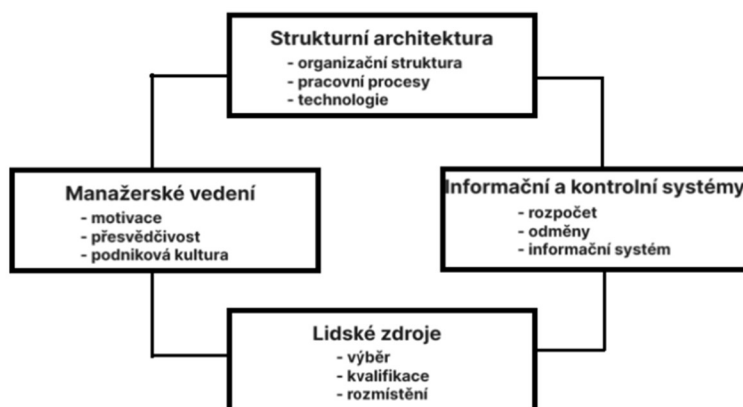 Strukturní architektura
- organizační struktura
- pracovní procesy
- technologie
Manažerské vedení
- motivace
- přesvědčivost
- podniková kultura
Informační a kontrolní systémy
- rozpočet
- odměny
- informační systém
Lidské zdroje
- výběr
- kvalifikace
- rozmístění